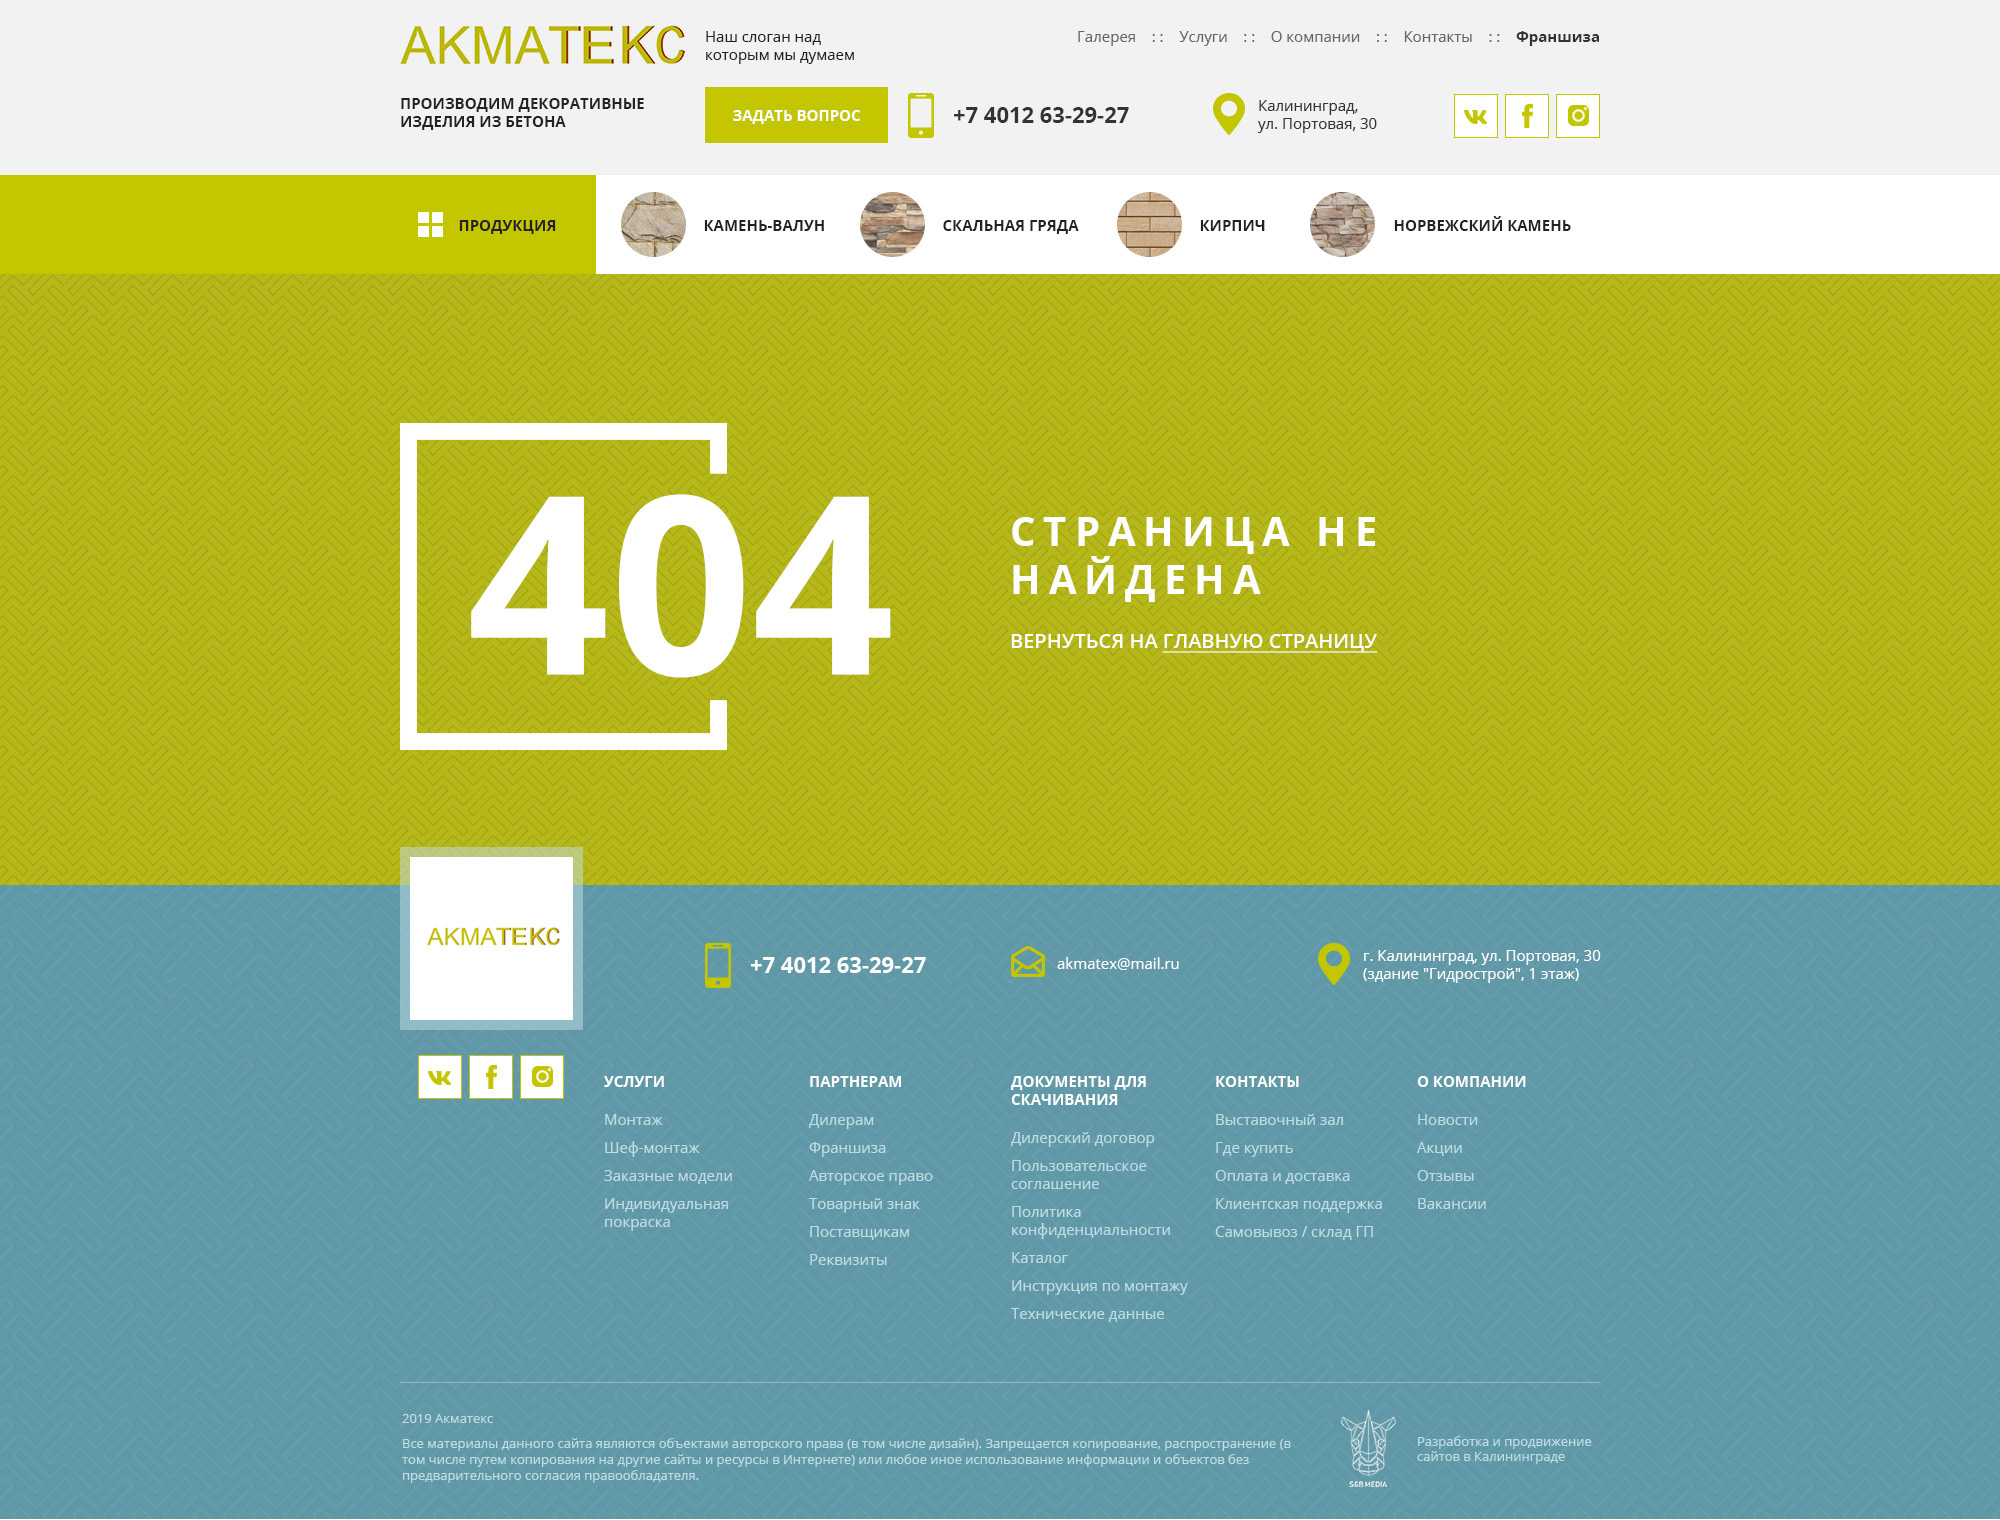 АКМАТЕКС
Наш слоган над
которым мы думаем
Галерея :: Услуги :: О компании :: Контакты :: Франшиза
ПРОИЗВОДИМ ДЕКОРАТИВНЫЕ
ИЗДЕЛИЯ ИЗ БЕТОНА
ЗАДАТЬ ВОПРОС
+7 4012 63-29-27
Калининград,
ул. Портовая, 30
ПРОДУКЦИЯ
КАМЕНЬ-ВАЛУН
СКАЛЬНАЯ ГРЯДА
КИРПИЧ
НОРВЕЖСКИЙ КАМЕНЬ
404
СТРАНИЦА НЕ
НАЙДЕНА
ВЕРНУТЬСЯ НА ГЛАВНУЮ СТРАНИЦУ
АКМАТЕКС
+7 4012 63-29-27
akmatex@mail.ru
г. Калининград, ул. Портовая, 30
(здание "Гидрострой", 1 этаж)
УСЛУГИ
Монтаж
Шеф-монтаж
Заказные модели
Индивидуальная
покраска
ПАРТНЕРАМ
Дилерам
Франшиза
Авторское право
Товарный знак
Поставщикам
Реквизиты
ДОКУМЕНТЫ ДЛЯ
СКАЧИВАНИЯ
Дилерский договор
Пользовательское
соглашение
Политика
конфиденциальности
Каталог
Инструкция по монтажу
Технические данные
КОНТАКТЫ
Выставочный зал
Где купить
Оплата и доставка
Клиентская поддержка
Самовывоз / склад ГП
О КОМПАНИИ
Новости
Акции
Отзывы
Вакансии
2019 Акматекс
Все материалы данного сайта являются объектами авторского права (в том числе дизайн). Запрещается копирование, распространение (в
том числе путем копирования на другие сайты и ресурсы в Интернете) или любое иное использование информации и объектов без
предварительного согласия правообладателя.
S&B MEDIA
Разработка и продвижение
сайтов в Калининграде